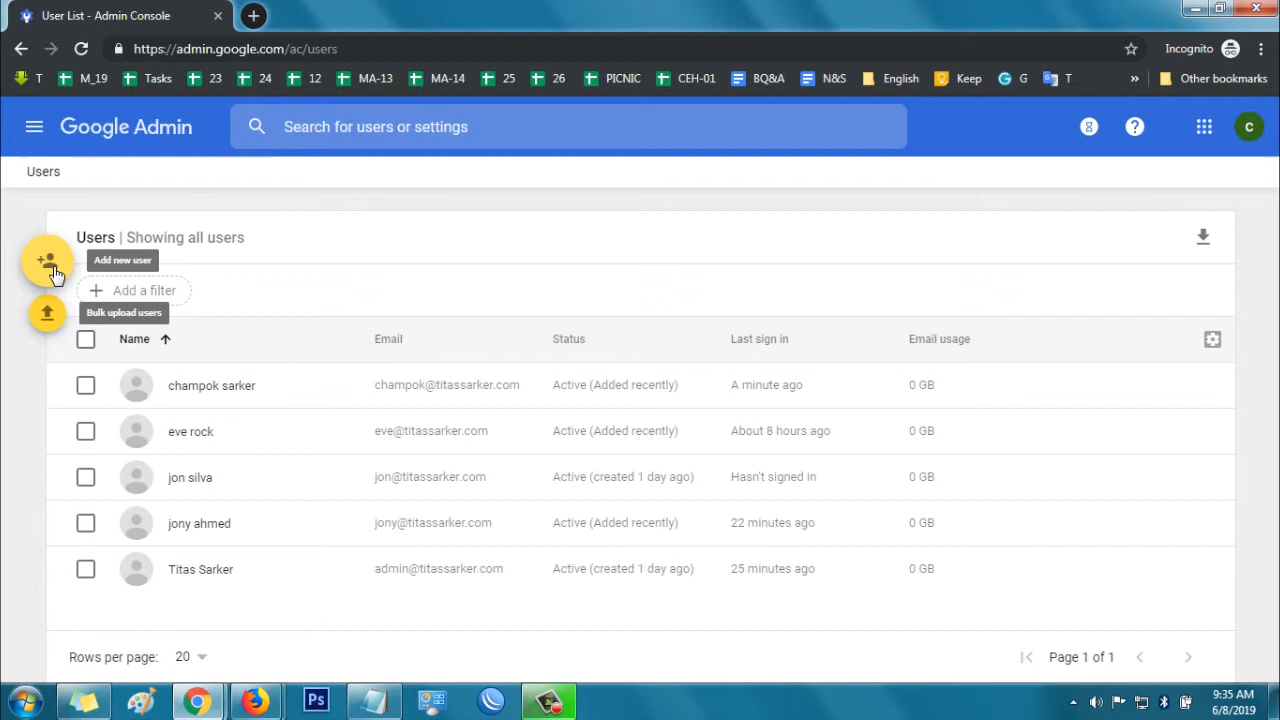 User List - Admin Console
https://admin.google.com/ac/users
Incognito
T M_19 Tasks 23 24 12 MA-13 MA-14 25 26 PICNIC CEH-01 BQ&A N&S English Keep G T » Other bookmarks
Google Admin
Search for users or settings
C
Users
Users | Showing all users
Add new user
Add a filter
Bulk upload users
Name Email Status Last sign in Email usage
champok sarker champok@titassarker.com Active (Added recently) A minute ago 0 GB
eve rock eve@titassarker.com Active (Added recently) About 8 hours ago 0 GB
jon silva jon@titassarker.com Active (created 1 day ago) Hasn't signed in 0 GB
jony ahmed jony@titassarker.com Active (Added recently) 22 minutes ago 0 GB
Titas Sarker admin@titassarker.com Active (created 1 day ago) 25 minutes ago 0 GB
Rows per page: 20 Page 1 of 1
Ps
9:35 AM
6/8/2019